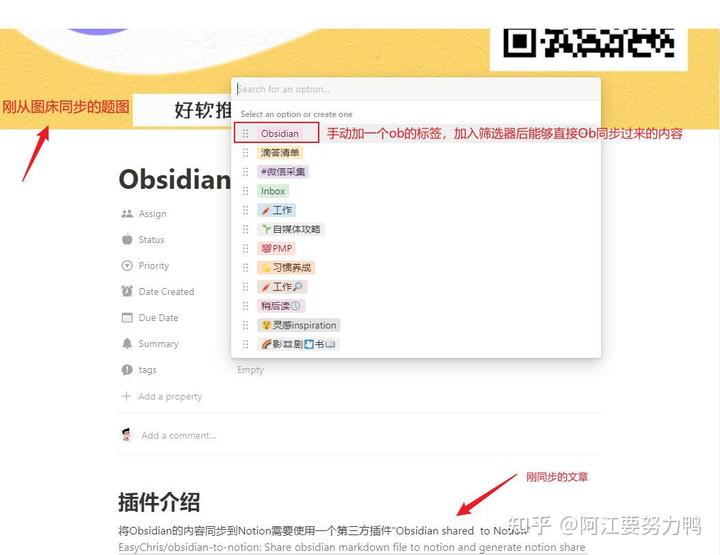 刚从图床同步的题图
好软推
Search for an option...
Select an option or create one
Obsidian
手动加一个ob的标签，加入筛选器后能够直接Ob同步过来的内容
滴答清单
#微信采集
Inbox
工作
自媒体攻略
PMP
习惯养成
工作
稍后读
灵感inspiration
影剧书
Obsidian
Assign
Status
Priority
Date Created
Due Date
Summary
tags
Empty
Add a property
Add a comment...
刚同步的文章
插件介绍
将Obsidian的内容同步到Notion需要使用一个第三方插件"Obsidian shared to Notion"
EasyChris/obsidian-to-notion: Share obsidian markdown file to notion and generate notion share
知乎 @阿江要努力鸭